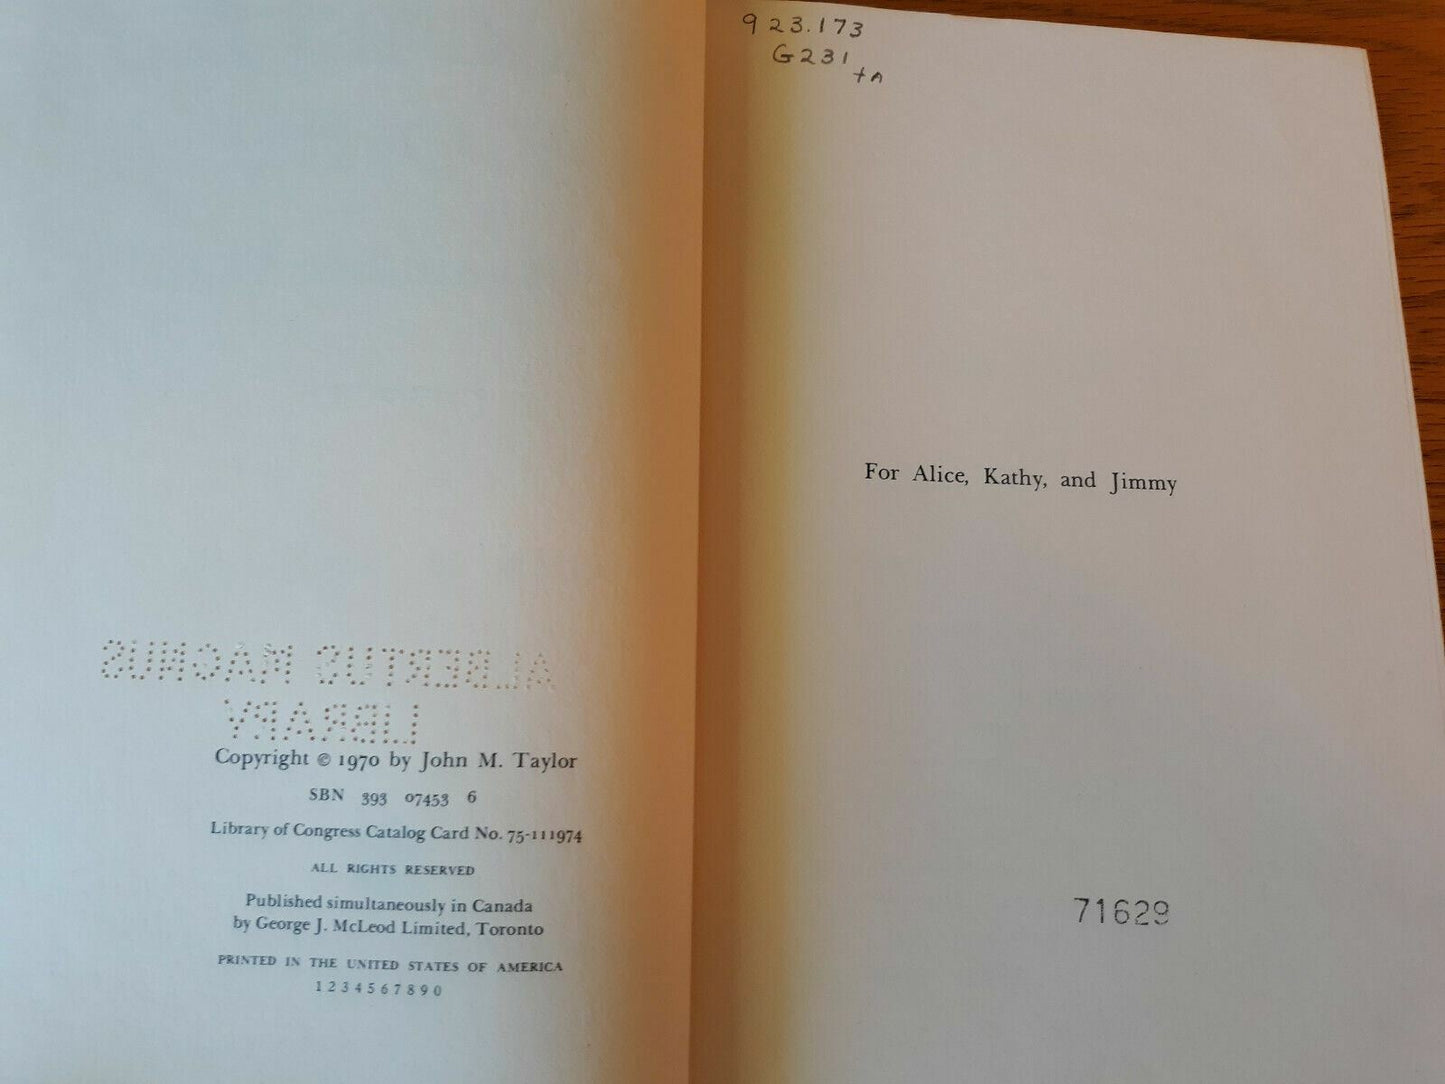 ALBERTUS MAGNUS
LIBRARY
Copyright © 1970 by John M. Taylor
SBN 393 07453 6
Library of Congress Catalog Card No. 75-111974
ALL RIGHTS RESERVED
Published simultaneously in Canada
by George J. McLeod Limited, Toronto
PRINTED IN THE UNITED STATES OF AMERICA
1 2 3 4 5 6 7 8 9 0
923.173
G231
tA
For Alice, Kathy, and Jimmy
71629